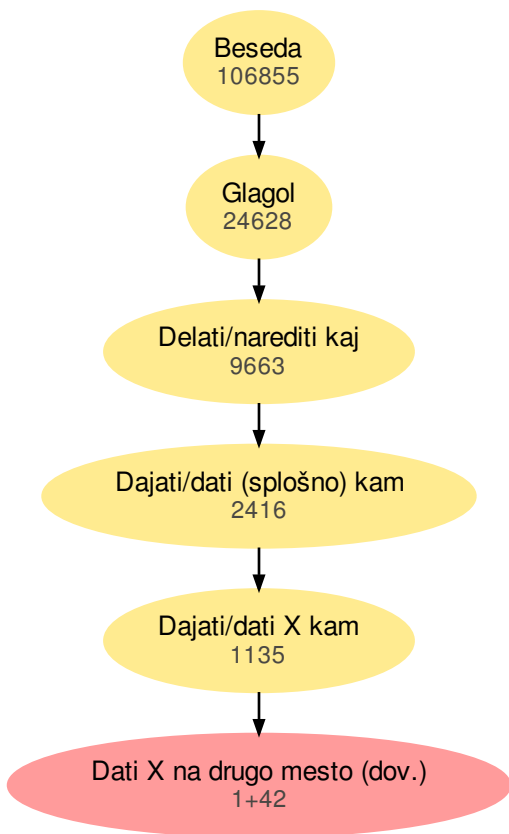 Beseda
106855
Glagol
24628
Delati/narediti kaj
9663
Dajati/dati (splošno) kam
2416
Dajati/dati X kam
1135
Dati X na drugo mesto (dov.)
1+42